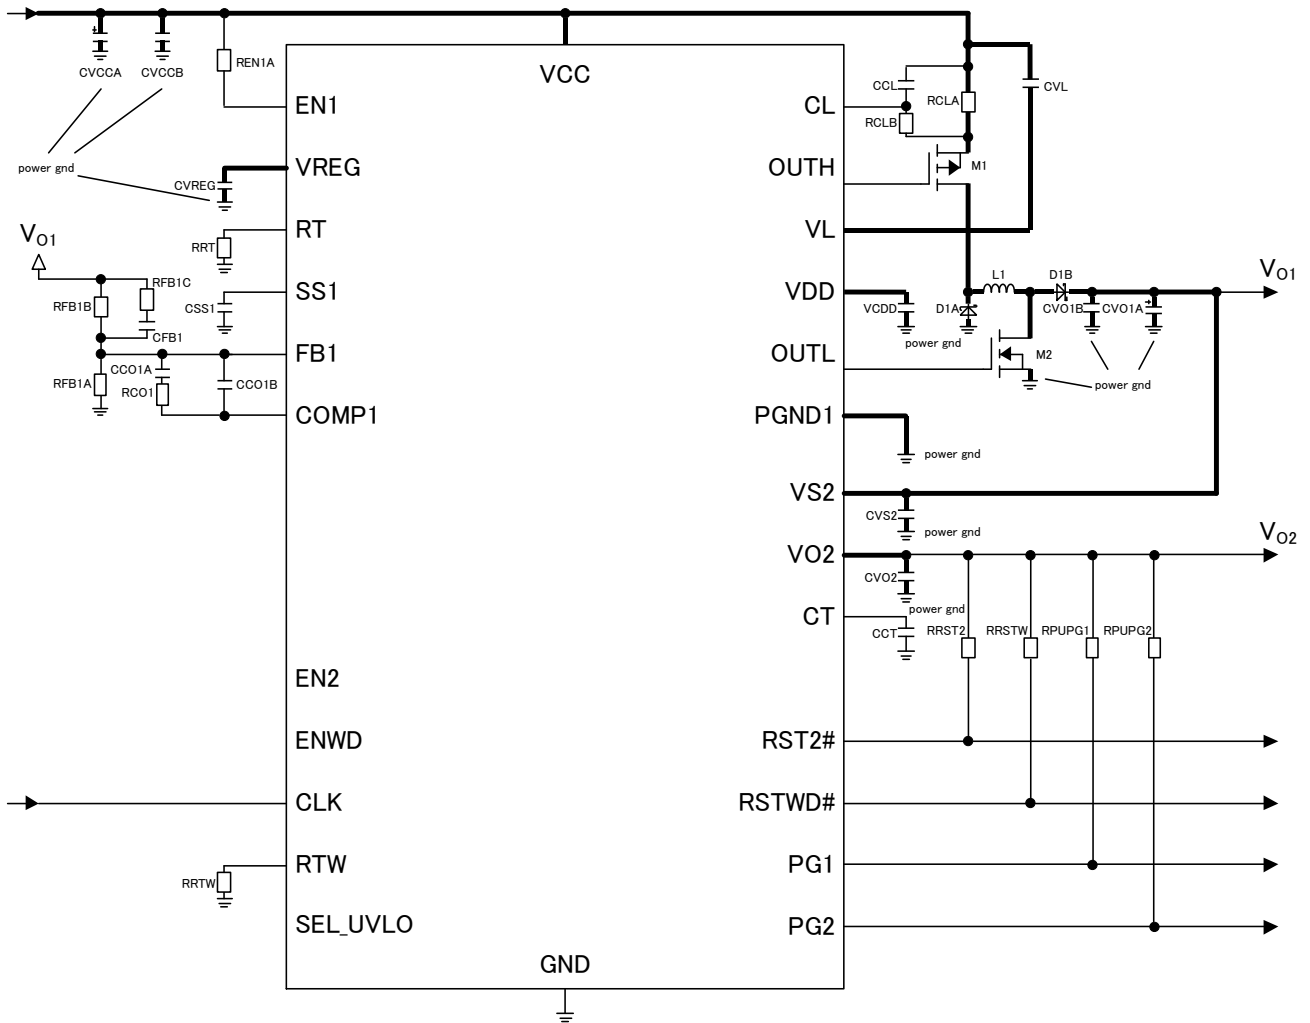 CVCCA
CVCCB
REN1A
power gnd
CVREG
VO1
RRT
RFB1B
RFB1C
CFB1
CSS1
RFB1A
CCO1A
RCO1
CCO1B
RRTW
VCC
EN1
VREG
RT
SS1
FB1
COMP1
EN2
ENWD
CLK
RTW
SEL_UVLO
GND
CL
OUTH
VL
VDD
OUTL
PGND1
VS2
VO2
CT
RST2#
RSTWD#
PG1
PG2
CCL
RCLA
RCLB
CVL
M1
L1
D1B
VO1
VCDD
D1A
CVO1B
CVO1A
power gnd
M2
power gnd
power gnd
CVS2
power gnd
VO2
CVO2
power gnd
CCT
RRST2
RRSTW
RPUPG1
RPUPG2